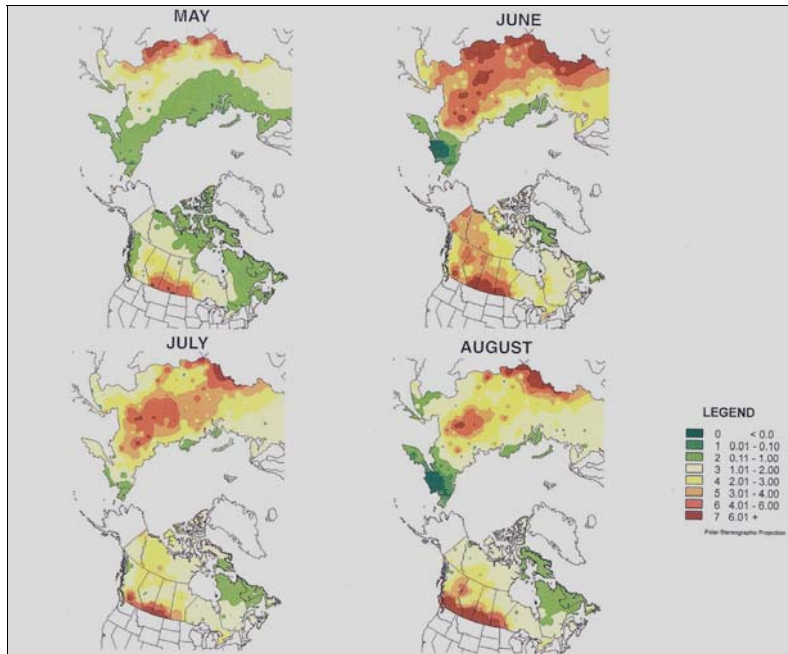 MAY
JUNE
JULY
AUGUST
LEGEND
0 < 0.0
1 0.01 - 0.10
2 0.11 - 1.00
3 1.01 - 2.00
4 2.01 - 3.00
5 3.01 - 4.00
6 4.01 - 6.00
7 6.01 +
Polar Stereographic Projection